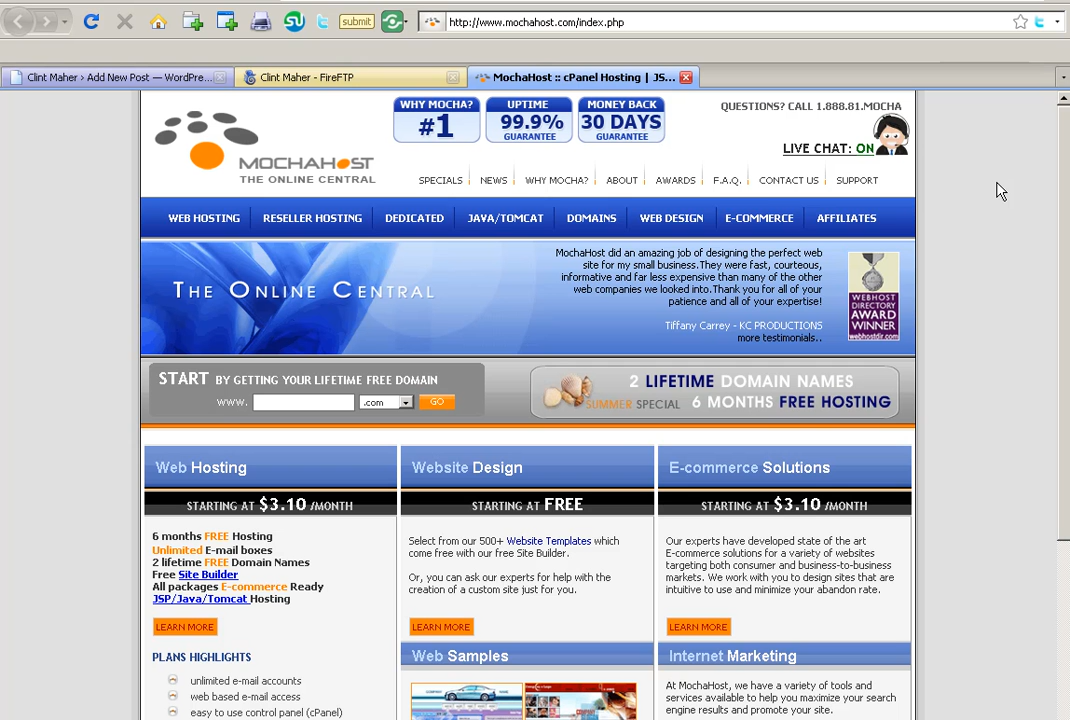 submit
http://www.mochahost.com/index.php
Clint Maher › Add New Post — WordPre...
Clint Maher - FireFTP
MochaHost :: cPanel Hosting | JS...
WHY MOCHA?
#1
UPTIME
99.9%
GUARANTEE
MONEY BACK
30 DAYS
GUARANTEE
QUESTIONS? CALL 1.888.81.MOCHA
LIVE CHAT: ON
MOCHAHOST
THE ONLINE CENTRAL
SPECIALS NEWS WHY MOCHA? ABOUT AWARDS F.A.Q. CONTACT US SUPPORT
WEB HOSTING RESELLER HOSTING DEDICATED JAVA/TOMCAT DOMAINS WEB DESIGN E-COMMERCE AFFILIATES
THE ONLINE CENTRAL
MochaHost did an amazing job of designing the perfect web
site for my small business.They were fast, courteous,
informative and far less expensive than many of the other
web companies we looked into.Thank you for all of your
patience and all of your expertise!
Tiffany Carrey - KC PRODUCTIONS
more testimonials..
WEBHOST
DIRECTORY
AWARD
WINNER
webhostdir.com
START BY GETTING YOUR LIFETIME FREE DOMAIN
www. .com GO
SUMMER SPECIAL
2 LIFETIME DOMAIN NAMES
6 MONTHS FREE HOSTING
Web Hosting
STARTING AT $3.10 /MONTH
6 months FREE Hosting
Unlimited E-mail boxes
2 lifetime FREE Domain Names
Free Site Builder
All packages E-commerce Ready
JSP/Java/Tomcat Hosting
LEARN MORE
PLANS HIGHLIGHTS
unlimited e-mail accounts
web based e-mail access
easy to use control panel (cPanel)
Website Design
STARTING AT FREE
Select from our 500+ Website Templates which
come free with our free Site Builder.
Or, you can ask our experts for help with the
creation of a custom site just for you.
LEARN MORE
Web Samples
E-commerce Solutions
STARTING AT $3.10 /MONTH
Our experts have developed state of the art
E-commerce solutions for a variety of websites
targeting both consumer and business-to-business
markets. We work with you to design sites that are
intuitive to use and minimize your abandon rate.
LEARN MORE
Internet Marketing
At MochaHost, we have a variety of tools and
services available to help you maximize your search
engine results and promote your site.